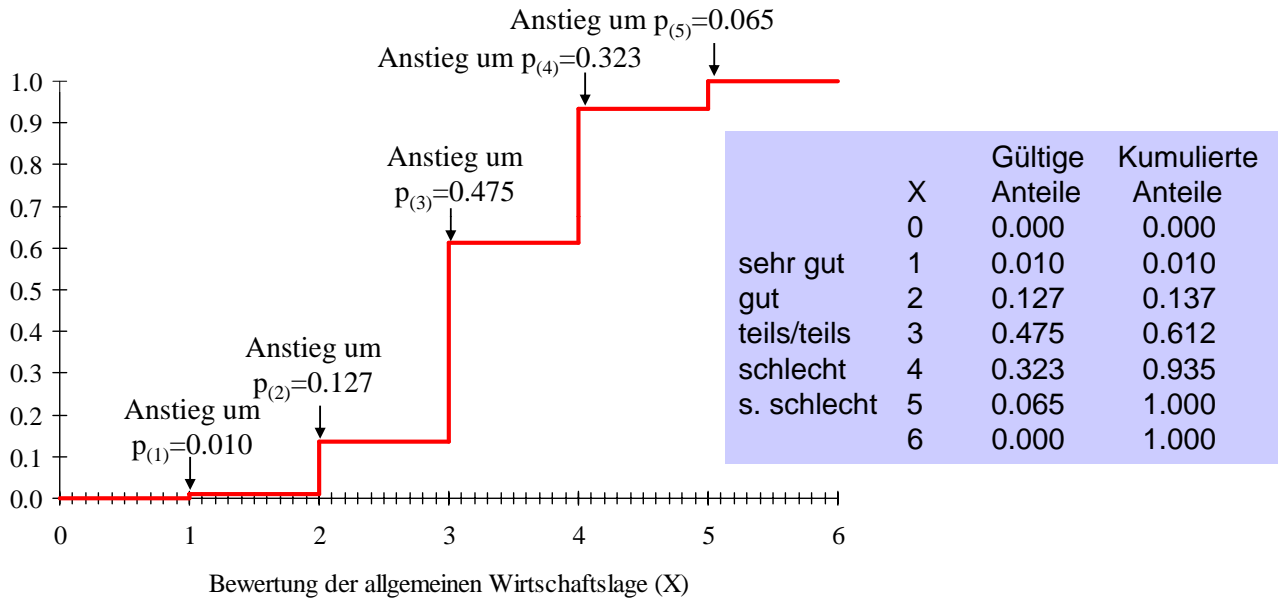 Anstieg um p(5)=0.065
Anstieg um p(4)=0.323
Anstieg um
p(3)=0.475
Anstieg um
p(2)=0.127
Anstieg um
p(1)=0.010
1.0
0.9
0.8
0.7
0.6
0.5
0.4
0.3
0.2
0.1
0.0
0 1 2 3 4 5 6
Bewertung der allgemeinen Wirtschaftslage (X)
Gültige Kumulierte
X Anteile Anteile
0 0.000 0.000
sehr gut 1 0.010 0.010
gut 2 0.127 0.137
teils/teils 3 0.475 0.612
schlecht 4 0.323 0.935
s. schlecht 5 0.065 1.000
6 0.000 1.000